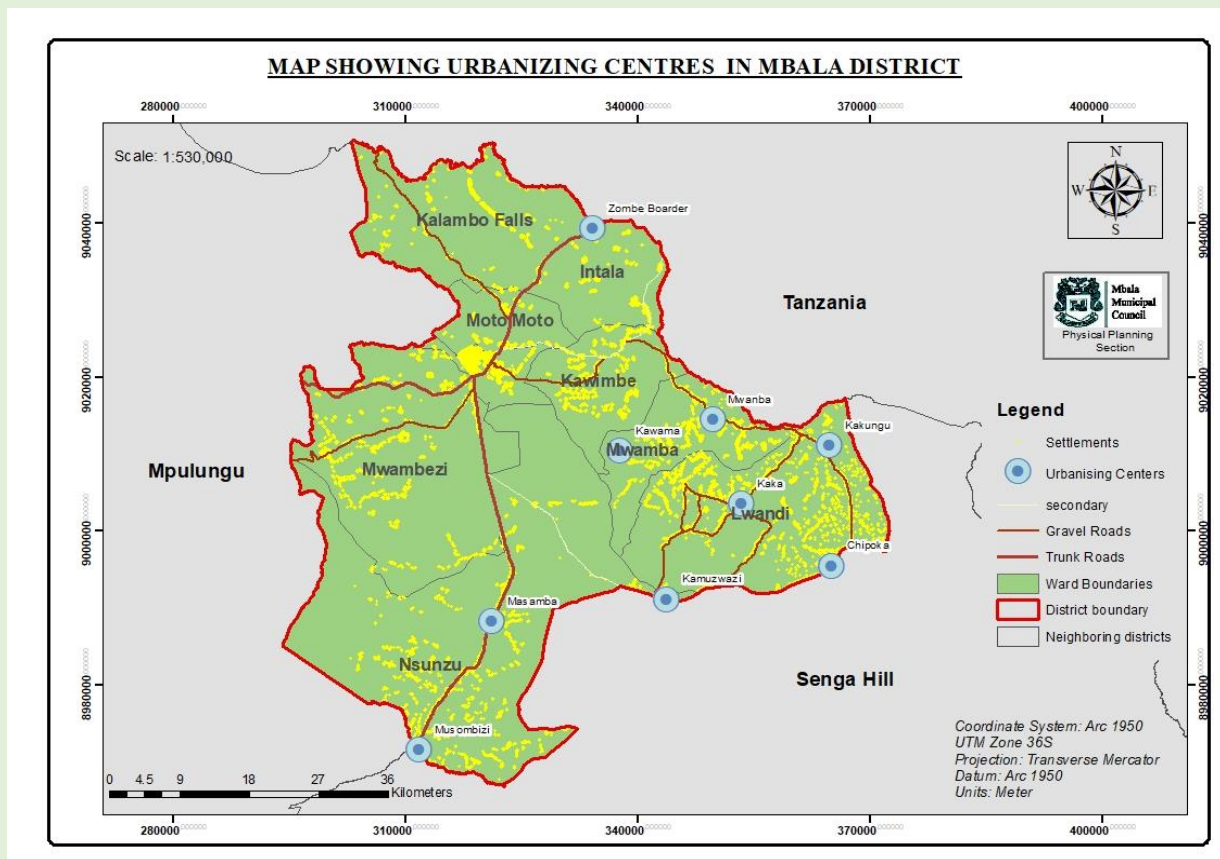 MAP SHOWING URBANIZING CENTRES IN MBALA DISTRICT
280000 310000 340000 370000 400000
Scale: 1:530,000
N
W E
S
Zombe Boarder
Kalambo Falls
9040000 9040000
Intala
Mbala
Municipal
Council
Physical Planning
Section
Tanzania
Moto Moto
9020000 9020000
Kawimbe
Mwanba
Legend
Kakungu
Kawama
Settlements
Mwamba
Mpulungu
Mwambezi
Urbanising Centers
Kaka
secondary
Lwandi
9000000 9000000
Gravel Roads
Chipoka
Trunk Roads
Kamuzwazi
Ward Boundaries
Masamba
District boundary
Neighboring districts
Nsunzu
Senga Hill
8980000 8980000
Musombizi
Coordinate System: Arc 1950
UTM Zone 36S
Projection: Transverse Mercator
Datum: Arc 1950
Units: Meter
0 4.5 9 18 27 36
Kilometers
280000 310000 340000 370000 400000